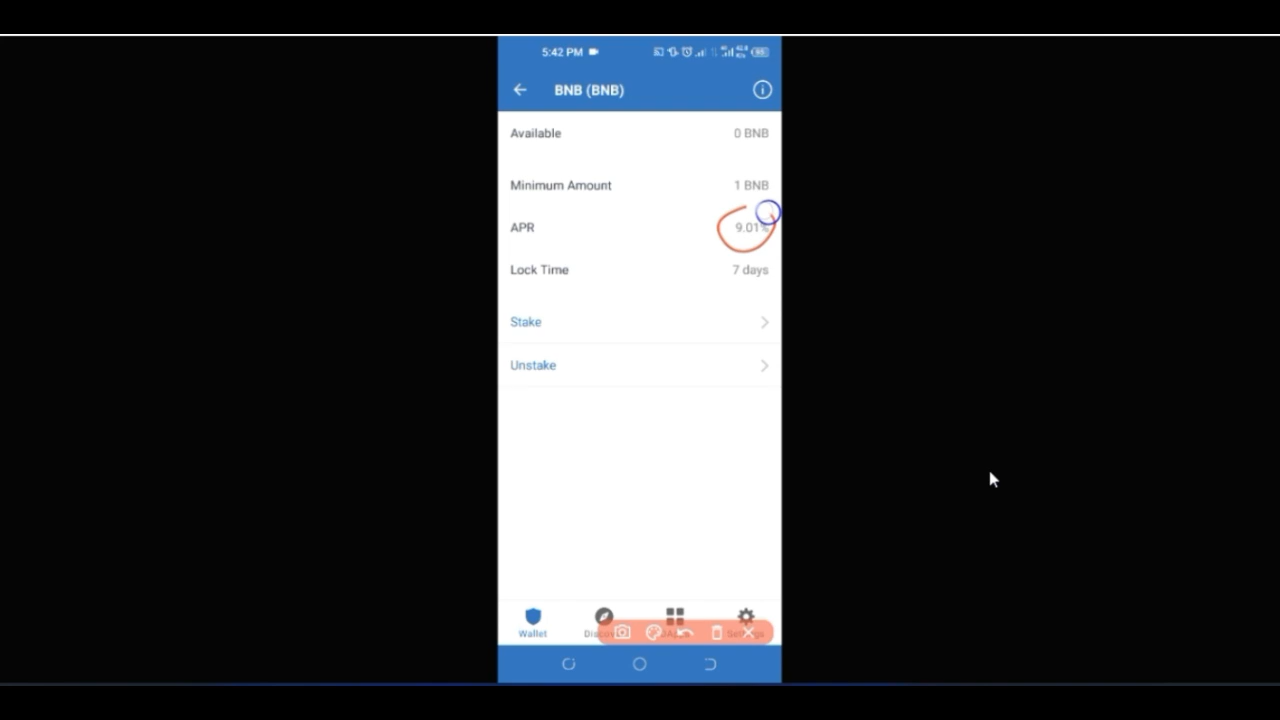 5:42 PM
BNB (BNB)
Available 0 BNB
Minimum Amount 1 BNB
APR 9.01%
Lock Time 7 days
Stake
Unstake
Wallet